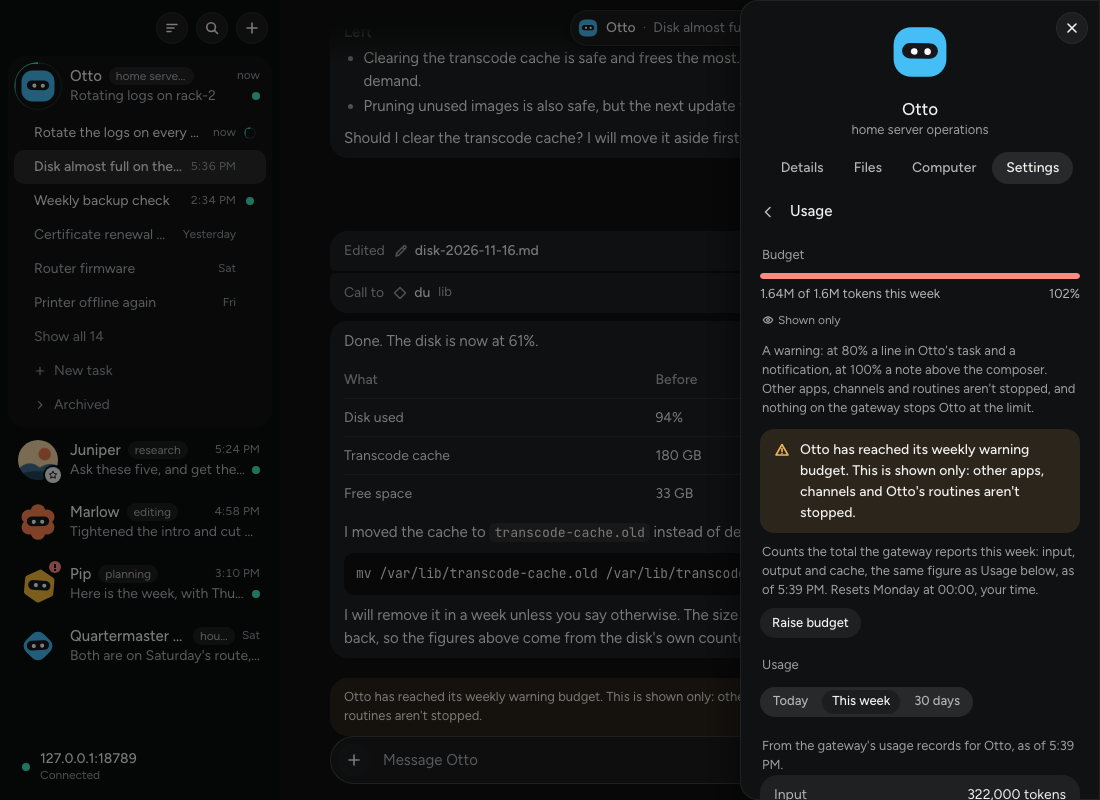 Otto
home serve...
now
Rotating logs on rack-2
Rotate the logs on every ...
now
Disk almost full on the...
5:36 PM
Weekly backup check
2:34 PM
Certificate renewal ...
Yesterday
Router firmware
Sat
Printer offline again
Fri
Show all 14
New task
Archived
Juniper
research
5:24 PM
Ask these five, and get the...
Marlow
editing
4:58 PM
Tightened the intro and cut ...
Pip
planning
3:10 PM
Here is the week, with Thu...
Quartermaster ...
hou...
Sat
Both are on Saturday's route,...
127.0.0.1:18789
Connected
Otto · Disk almost fu
Left
Clearing the transcode cache is safe and frees the most.
demand.
Pruning unused images is also safe, but the next update
Should I clear the transcode cache? I will move it aside first
Edited
disk-2026-11-16.md
Call to
du
lib
Done. The disk is now at 61%.
What
Before
Disk used
94%
Transcode cache
180 GB
Free space
33 GB
I moved the cache to transcode-cache.old instead of de
mv /var/lib/transcode-cache.old /var/lib/transcode
I will remove it in a week unless you say otherwise. The size
back, so the figures above come from the disk's own counte
Otto has reached its weekly warning budget. This is shown only: othe
routines aren't stopped.
Message Otto
Otto
home server operations
Details
Files
Computer
Settings
Usage
Budget
1.64M of 1.6M tokens this week
102%
Shown only
A warning: at 80% a line in Otto's task and a
notification, at 100% a note above the composer.
Other apps, channels and routines aren't stopped, and
nothing on the gateway stops Otto at the limit.
Otto has reached its weekly warning
budget. This is shown only: other apps,
channels and Otto's routines aren't
stopped.
Counts the total the gateway reports this week: input,
output and cache, the same figure as Usage below, as
of 5:39 PM. Resets Monday at 00:00, your time.
Raise budget
Usage
Today
This week
30 days
From the gateway's usage records for Otto, as of 5:39
PM.
Input
322,000 tokens